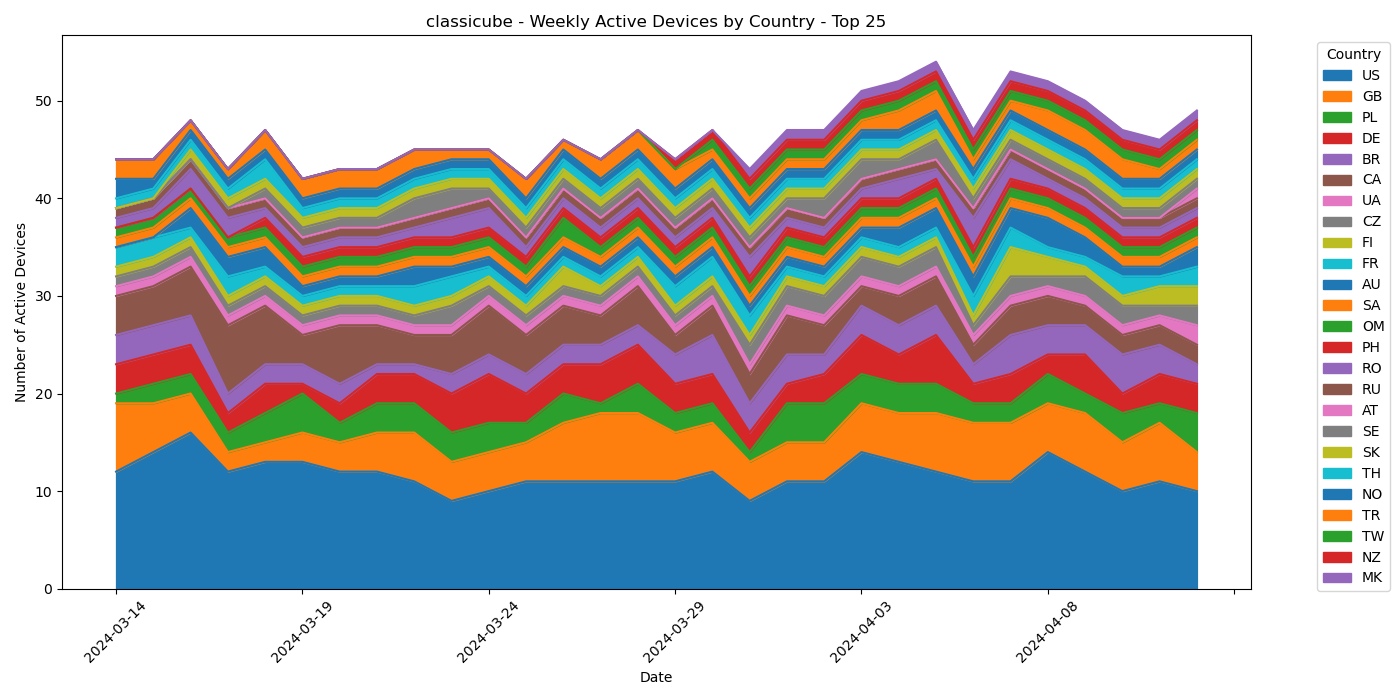 classicube - Weekly Active Devices by Country - Top 25
Number of Active Devices
50
40
30
20
10
0
2024-03-14
2024-03-19
2024-03-24
2024-03-29
2024-04-03
2024-04-08
Date
Country
US
GB
PL
DE
BR
CA
UA
CZ
FI
FR
AU
SA
OM
PH
RO
RU
AT
SE
SK
TH
NO
TR
TW
NZ
MK